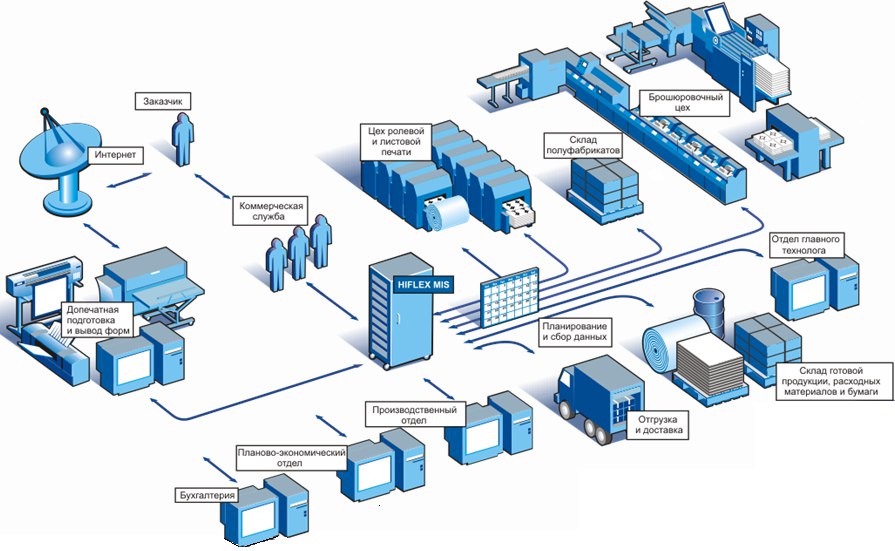 Заказчик
Интернет
Коммерческая
служба
Цех ролевой
и листовой
печати
Склад
полуфабрикатов
Брошюровочный
цех
Отдел главного
технолога
HIFLEX MIS
Допечатная
подготовка
и вывод форм
Планирование
и сбор данных
Склад готовой
продукции, расходных
материалов и бумаги
Отгрузка
и доставка
Производственный
отдел
Планово-экономический
отдел
Бухгалтерия